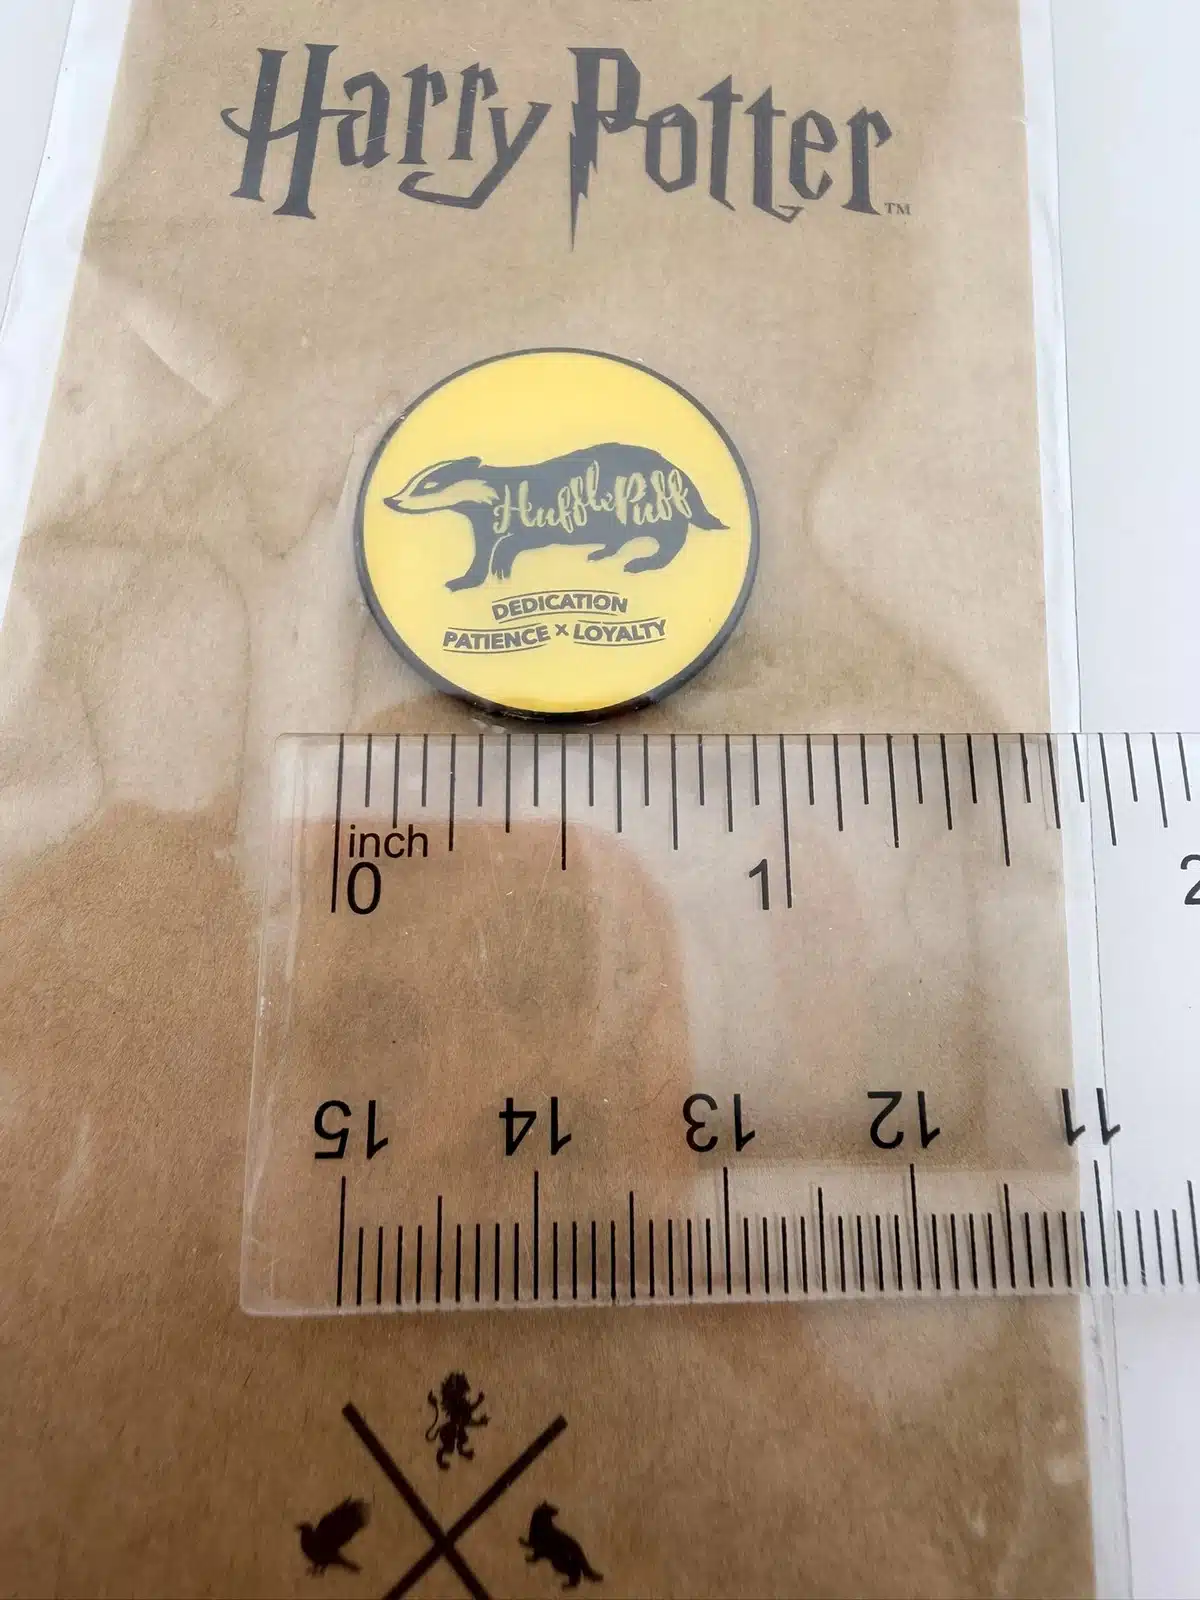 Harry Potter™
HufflePuff
DEDICATION
PATIENCE x LOYALTY
inch
0 1 2
15 14 13 12 11